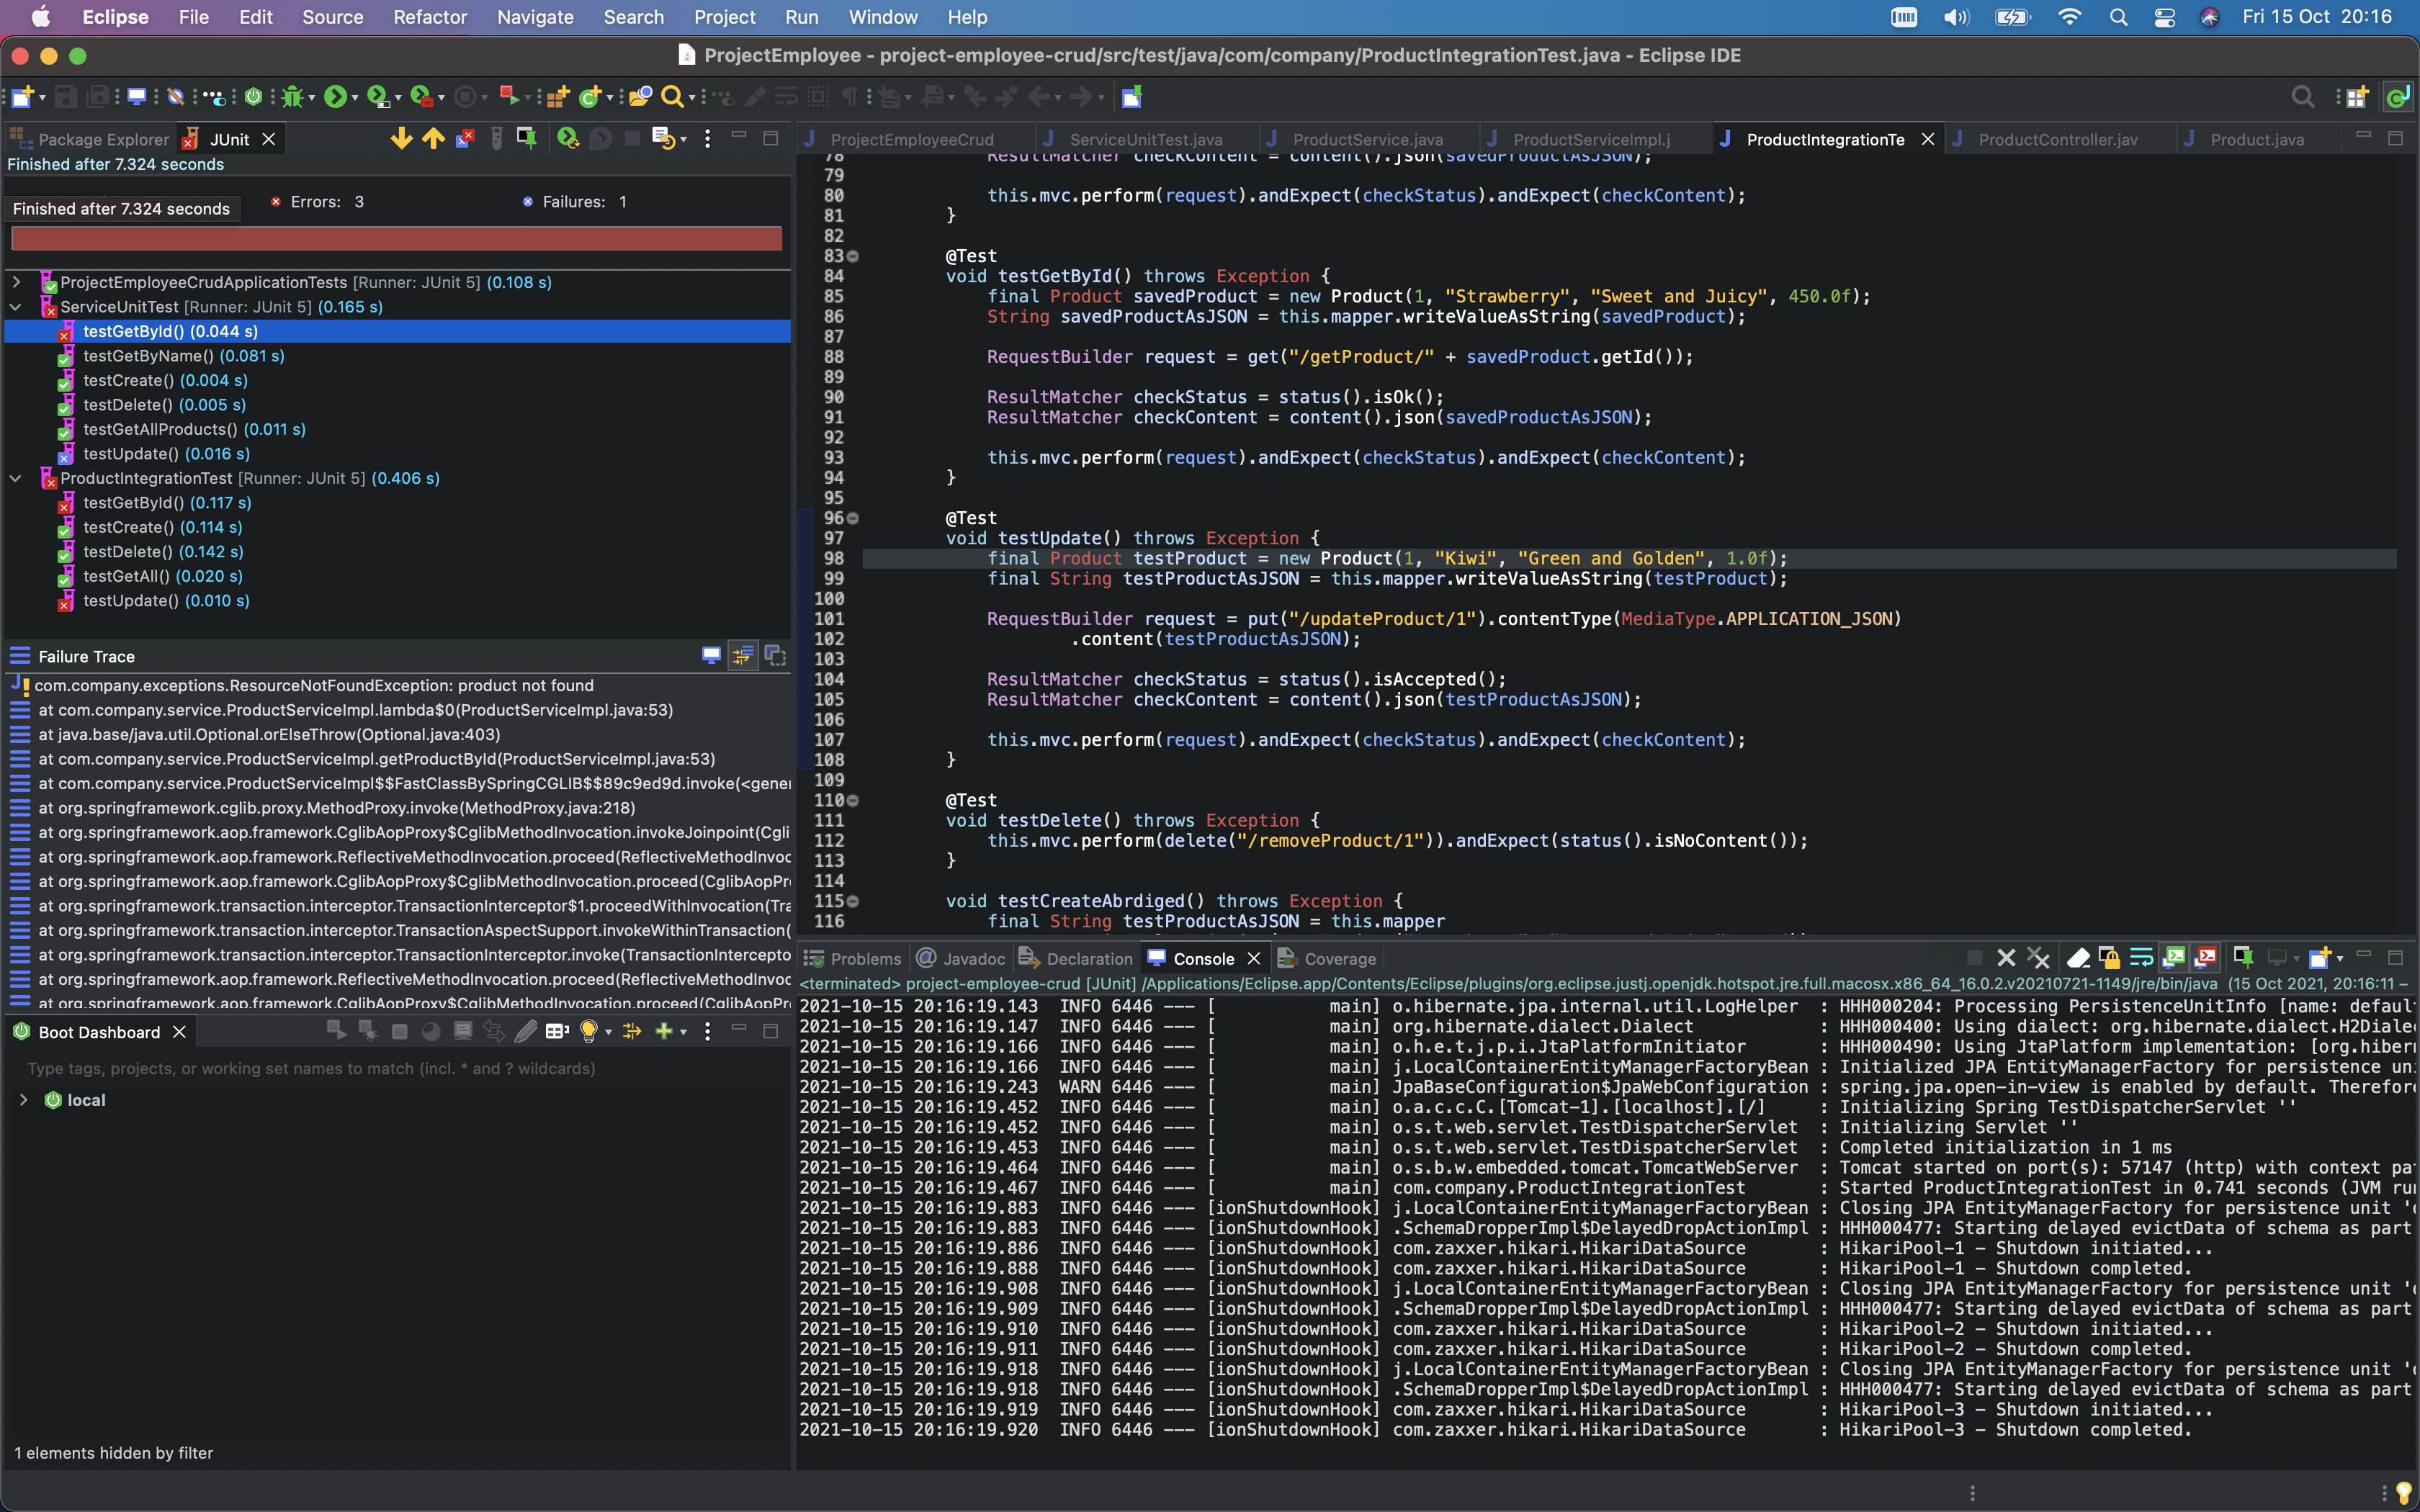 Eclipse File Edit Source Refactor Navigate Search Project Run Window Help Fri 15 Oct 20:16
ProjectEmployee - project-employee-crud/src/test/java/com/company/ProductIntegrationTest.java - Eclipse IDE
Package Explorer JUnit
Finished after 7.324 seconds
Finished after 7.324 seconds Errors: 3 Failures: 1
ProjectEmployeeCrudApplicationTests [Runner: JUnit 5] (0.108 s)
ServiceUnitTest [Runner: JUnit 5] (0.165 s)
testGetById() (0.044 s)
testGetByName() (0.081 s)
testCreate() (0.004 s)
testDelete() (0.005 s)
testGetAllProducts() (0.011 s)
testUpdate() (0.016 s)
ProductIntegrationTest [Runner: JUnit 5] (0.406 s)
testGetById() (0.117 s)
testCreate() (0.114 s)
testDelete() (0.142 s)
testGetAll() (0.020 s)
testUpdate() (0.010 s)
Failure Trace
com.company.exceptions.ResourceNotFoundException: product not found
at com.company.service.ProductServiceImpl.lambda$0(ProductServiceImpl.java:53)
at java.base/java.util.Optional.orElseThrow(Optional.java:403)
at com.company.service.ProductServiceImpl.getProductById(ProductServiceImpl.java:53)
at com.company.service.ProductServiceImpl$$FastClassBySpringCGLIB$$89c9ed9d.invoke(<gener
at org.springframework.cglib.proxy.MethodProxy.invoke(MethodProxy.java:218)
at org.springframework.aop.framework.CglibAopProxy$CglibMethodInvocation.invokeJoinpoint(Cgli
at org.springframework.aop.framework.ReflectiveMethodInvocation.proceed(ReflectiveMethodInvoc
at org.springframework.aop.framework.CglibAopProxy$CglibMethodInvocation.proceed(CglibAopPr
at org.springframework.transaction.interceptor.TransactionInterceptor$1.proceedWithInvocation(Tra
at org.springframework.transaction.interceptor.TransactionAspectSupport.invokeWithinTransaction(
at org.springframework.transaction.interceptor.TransactionInterceptor.invoke(TransactionIntercepto
at org.springframework.aop.framework.ReflectiveMethodInvocation.proceed(ReflectiveMethodInvoc
at org.springframework.aop.framework.CglibAopProxy$CglibMethodInvocation.proceed(CglibAopPr
Boot Dashboard
Type tags, projects, or working set names to match (incl. * and ? wildcards)
local
1 elements hidden by filter
ProjectEmployeeCrud ServiceUnitTest.java ProductService.java ProductServiceImpl.j ProductIntegrationTe ProductController.jav Product.java
78 ResultMatcher checkContent = content().json(savedProductAsJSON);
79
80 this.mvc.perform(request).andExpect(checkStatus).andExpect(checkContent);
81 }
82
83 @Test
84 void testGetById() throws Exception {
85 final Product savedProduct = new Product(1, "Strawberry", "Sweet and Juicy", 450.0f);
86 String savedProductAsJSON = this.mapper.writeValueAsString(savedProduct);
87
88 RequestBuilder request = get("/getProduct/" + savedProduct.getId());
89
90 ResultMatcher checkStatus = status().isOk();
91 ResultMatcher checkContent = content().json(savedProductAsJSON);
92
93 this.mvc.perform(request).andExpect(checkStatus).andExpect(checkContent);
94 }
95
96 @Test
97 void testUpdate() throws Exception {
98 final Product testProduct = new Product(1, "Kiwi", "Green and Golden", 1.0f);
99 final String testProductAsJSON = this.mapper.writeValueAsString(testProduct);
100
101 RequestBuilder request = put("/updateProduct/1").contentType(MediaType.APPLICATION_JSON)
102 .content(testProductAsJSON);
103
104 ResultMatcher checkStatus = status().isAccepted();
105 ResultMatcher checkContent = content().json(testProductAsJSON);
106
107 this.mvc.perform(request).andExpect(checkStatus).andExpect(checkContent);
108 }
109
110 @Test
111 void testDelete() throws Exception {
112 this.mvc.perform(delete("/removeProduct/1")).andExpect(status().isNoContent());
113 }
114
115 void testCreateAbrdiged() throws Exception {
116 final String testProductAsJSON = this.mapper
Problems Javadoc Declaration Console Coverage
<terminated> project-employee-crud [JUnit] /Applications/Eclipse.app/Contents/Eclipse/plugins/org.eclipse.justj.openjdk.hotspot.jre.full.macosx.x86_64_16.0.2.v20210721-1149/jre/bin/java (15 Oct 2021, 20:16:11 –
2021-10-15 20:16:19.143 INFO 6446 --- [ main] o.hibernate.jpa.internal.util.LogHelper : HHH000204: Processing PersistenceUnitInfo [name: defaul
2021-10-15 20:16:19.147 INFO 6446 --- [ main] org.hibernate.dialect.Dialect : HHH000400: Using dialect: org.hibernate.dialect.H2Diale
2021-10-15 20:16:19.166 INFO 6446 --- [ main] o.h.e.t.j.p.i.JtaPlatformInitiator : HHH000490: Using JtaPlatform implementation: [org.hiber
2021-10-15 20:16:19.166 INFO 6446 --- [ main] j.LocalContainerEntityManagerFactoryBean : Initialized JPA EntityManagerFactory for persistence un
2021-10-15 20:16:19.243 WARN 6446 --- [ main] JpaBaseConfiguration$JpaWebConfiguration : spring.jpa.open-in-view is enabled by default. Therefor
2021-10-15 20:16:19.452 INFO 6446 --- [ main] o.a.c.c.C.[Tomcat-1].[localhost].[/] : Initializing Spring TestDispatcherServlet ''
2021-10-15 20:16:19.452 INFO 6446 --- [ main] o.s.t.web.servlet.TestDispatcherServlet : Initializing Servlet ''
2021-10-15 20:16:19.453 INFO 6446 --- [ main] o.s.t.web.servlet.TestDispatcherServlet : Completed initialization in 1 ms
2021-10-15 20:16:19.464 INFO 6446 --- [ main] o.s.b.w.embedded.tomcat.TomcatWebServer : Tomcat started on port(s): 57147 (http) with context pa
2021-10-15 20:16:19.467 INFO 6446 --- [ main] com.company.ProductIntegrationTest : Started ProductIntegrationTest in 0.741 seconds (JVM ru
2021-10-15 20:16:19.883 INFO 6446 --- [ionShutdownHook] j.LocalContainerEntityManagerFactoryBean : Closing JPA EntityManagerFactory for persistence unit '
2021-10-15 20:16:19.883 INFO 6446 --- [ionShutdownHook] .SchemaDropperImpl$DelayedDropActionImpl : HHH000477: Starting delayed evictData of schema as part
2021-10-15 20:16:19.886 INFO 6446 --- [ionShutdownHook] com.zaxxer.hikari.HikariDataSource : HikariPool-1 - Shutdown initiated...
2021-10-15 20:16:19.888 INFO 6446 --- [ionShutdownHook] com.zaxxer.hikari.HikariDataSource : HikariPool-1 - Shutdown completed.
2021-10-15 20:16:19.908 INFO 6446 --- [ionShutdownHook] j.LocalContainerEntityManagerFactoryBean : Closing JPA EntityManagerFactory for persistence unit '
2021-10-15 20:16:19.909 INFO 6446 --- [ionShutdownHook] .SchemaDropperImpl$DelayedDropActionImpl : HHH000477: Starting delayed evictData of schema as part
2021-10-15 20:16:19.910 INFO 6446 --- [ionShutdownHook] com.zaxxer.hikari.HikariDataSource : HikariPool-2 - Shutdown initiated...
2021-10-15 20:16:19.911 INFO 6446 --- [ionShutdownHook] com.zaxxer.hikari.HikariDataSource : HikariPool-2 - Shutdown completed.
2021-10-15 20:16:19.918 INFO 6446 --- [ionShutdownHook] j.LocalContainerEntityManagerFactoryBean : Closing JPA EntityManagerFactory for persistence unit '
2021-10-15 20:16:19.918 INFO 6446 --- [ionShutdownHook] .SchemaDropperImpl$DelayedDropActionImpl : HHH000477: Starting delayed evictData of schema as part
2021-10-15 20:16:19.919 INFO 6446 --- [ionShutdownHook] com.zaxxer.hikari.HikariDataSource : HikariPool-3 - Shutdown initiated...
2021-10-15 20:16:19.920 INFO 6446 --- [ionShutdownHook] com.zaxxer.hikari.HikariDataSource : HikariPool-3 - Shutdown completed.